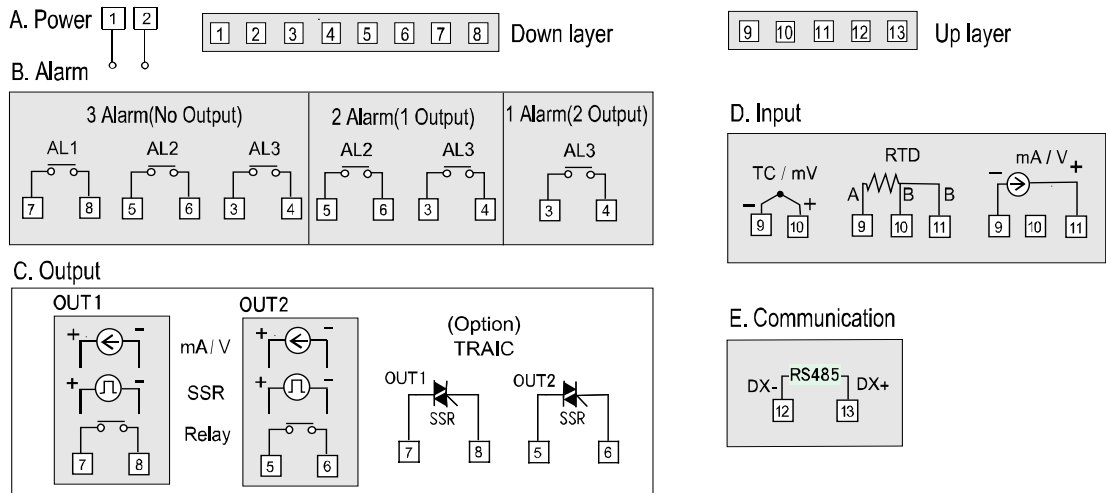 A. Power 1 2
1 2 3 4 5 6 7 8 Down layer
9 10 11 12 13 Up layer
B. Alarm
3 Alarm(No Output)
AL1 AL2 AL3
7 8 5 6 3 4
2 Alarm(1 Output)
AL2 AL3
5 6 3 4
1 Alarm(2 Output)
AL3
3 4
C. Output
OUT1
+ -
+ -
7 8
mA / V
SSR
Relay
OUT2
+ -
+ -
5 6
(Option)
TRAIC
OUT1
SSR
7 8
OUT2
SSR
5 6
D. Input
TC / mV
- +
9 10
RTD
A B B
9 10 11
mA / V
- +
9 10 11
E. Communication
DX- RS485 DX+
12 13